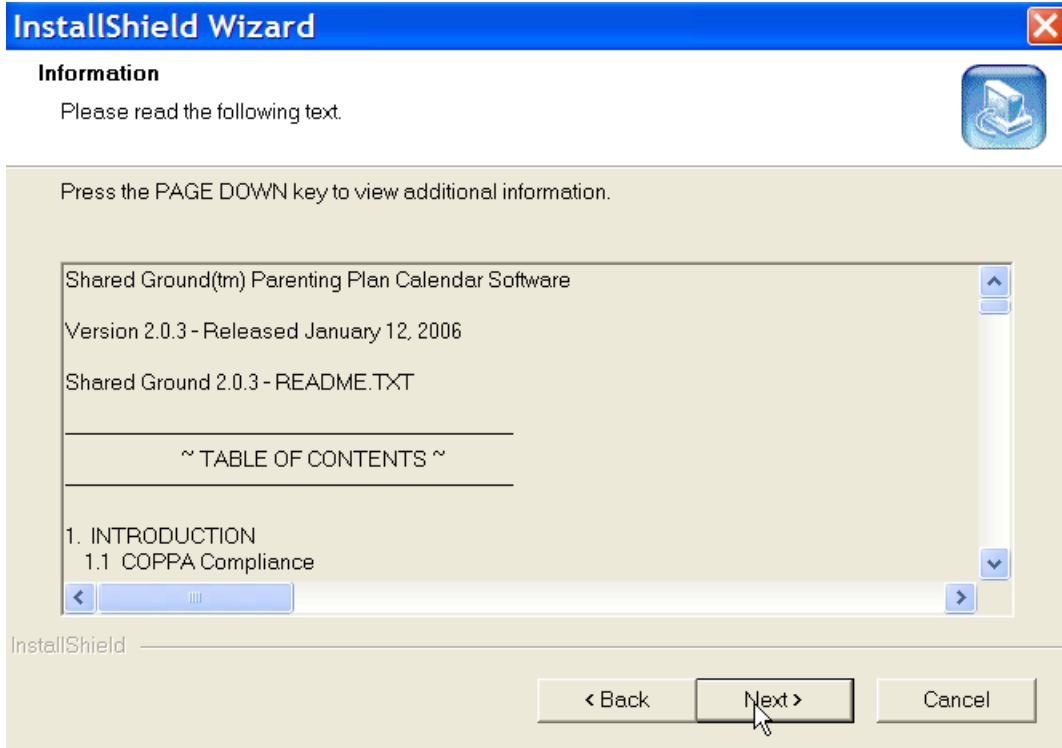 InstallShield Wizard
Information
Please read the following text.
Press the PAGE DOWN key to view additional information.
Shared Ground(tm) Parenting Plan Calendar Software
Version 2.0.3 - Released January 12, 2006
Shared Ground 2.0.3 - README.TXT
~ TABLE OF CONTENTS ~
1. INTRODUCTION
1.1 COPPA Compliance
InstallShield
< Back
Next >
Cancel